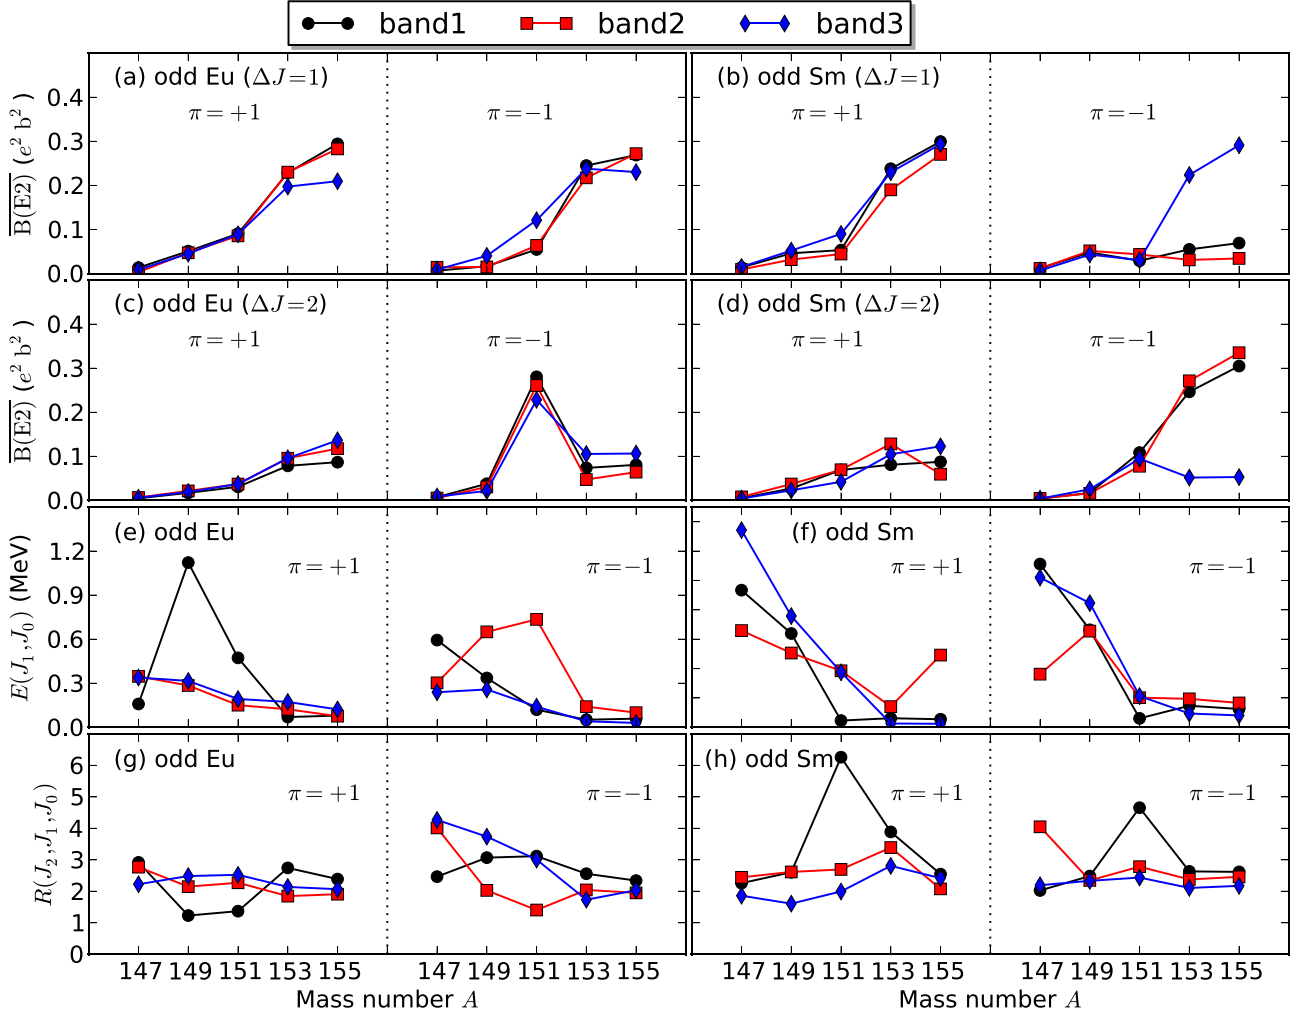 band1 band2 band3
(a) odd Eu (ΔJ=1) (b) odd Sm (ΔJ=1)
π=+1 π=−1 π=+1 π=−1
B(E2) (e² b² )
0.4
0.3
0.2
0.1
0.0
(c) odd Eu (ΔJ=2) (d) odd Sm (ΔJ=2)
π=+1 π=−1 π=+1 π=−1
B(E2) (e² b²)
0.4
0.3
0.2
0.1
0.0
(e) odd Eu (f) odd Sm
π=+1 π=−1 π=+1 π=−1
E(J₁,J₀) (MeV)
1.2
0.9
0.6
0.3
0.0
(g) odd Eu (h) odd Sm
π=+1 π=−1 π=+1 π=−1
R(J₂,J₁,J₀)
6
5
4
3
2
1
0
147 149 151 153 155 147 149 151 153 155 147 149 151 153 155 147 149 151 153 155
Mass number A Mass number A